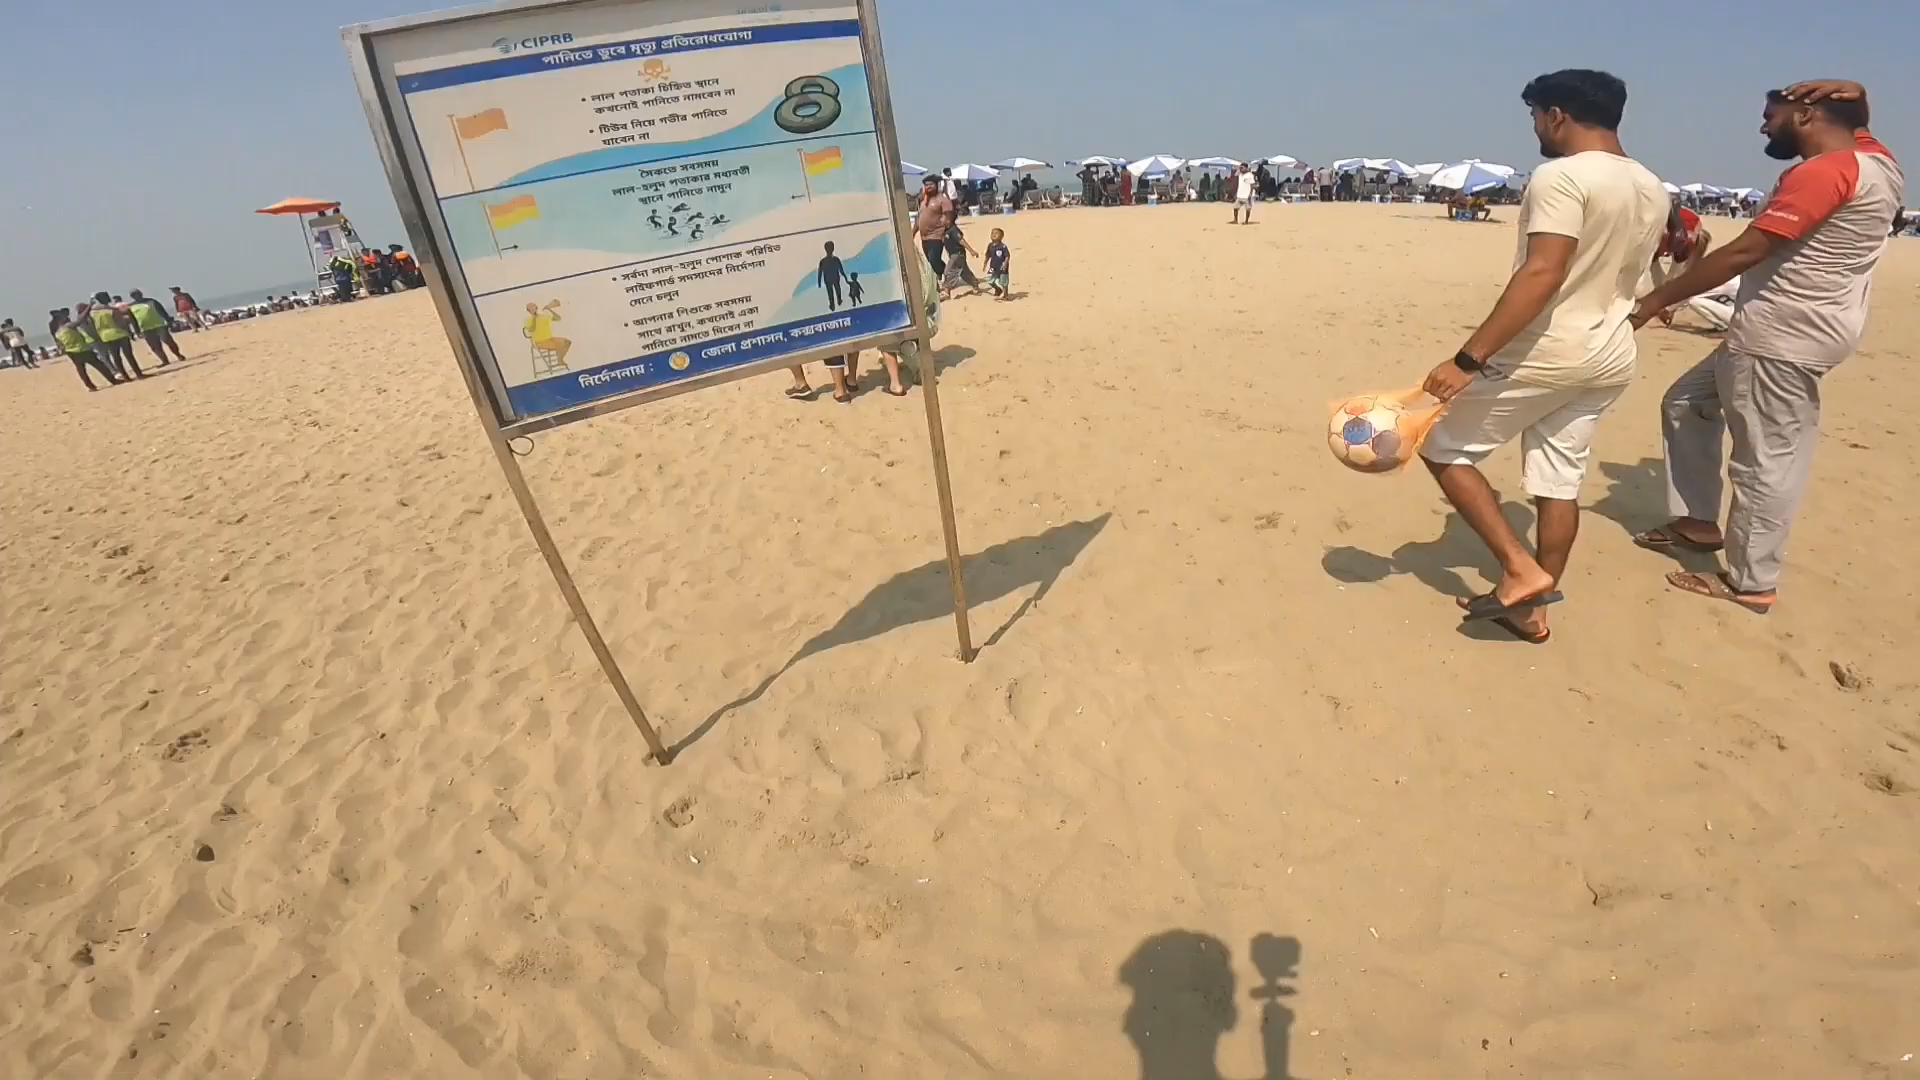 CIPRB
পানিতে ডুবে মৃত্যু প্রতিরোধযোগ্য
• লাল পতাকা চিহ্নিত স্থানে
কখনোই পানিতে নামবেন না
• টিউব নিয়ে গভীর পানিতে
যাবেন না
সৈকতে সবসময়
লাল-হলুদ পতাকার মধ্যবর্তী
স্থানে পানিতে নামুন
• সর্বদা লাল-হলুদ পোশাক পরিহিত
লাইফগার্ড সদস্যদের নির্দেশনা
মেনে চলুন
• আপনার শিশুকে সবসময়
সাথে রাখুন, কখনোই একা
পানিতে নামতে দিবেন না
নির্দেশনায় : জেলা প্রশাসন, কক্সবাজার